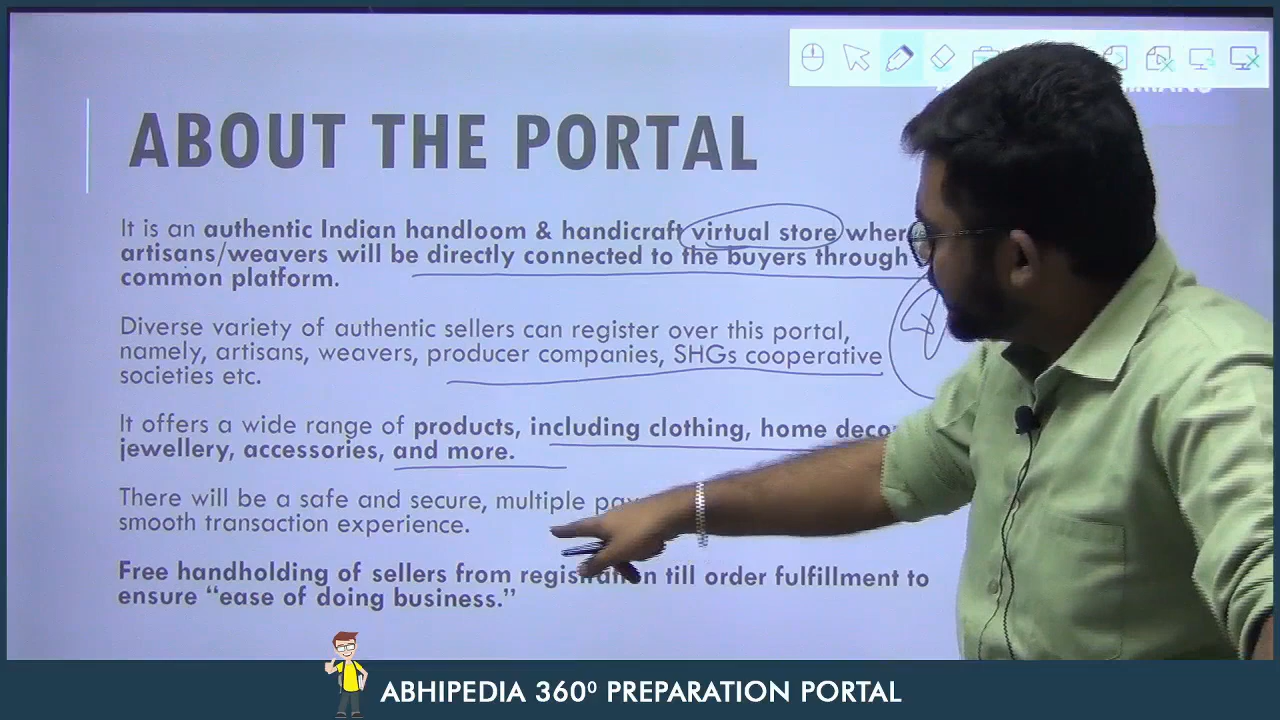 ABOUT THE PORTAL
It is an authentic Indian handloom & handicraft virtual store
artisans/weavers will be directly connected to the buyers through
common platform.
Diverse variety of authentic sellers can register over this portal,
namely, artisans, weavers, producer companies, SHGs cooperative
societies etc.
It offers a wide range of products, including clothing, home
jewellery, accessories, and more.
There will be a safe and secure, multiple
smooth transaction experience.
Free handholding of sellers from registration till order fulfillment to
ensure “ease of doing business.”
ABHIPEDIA 360⁰ PREPARATION PORTAL